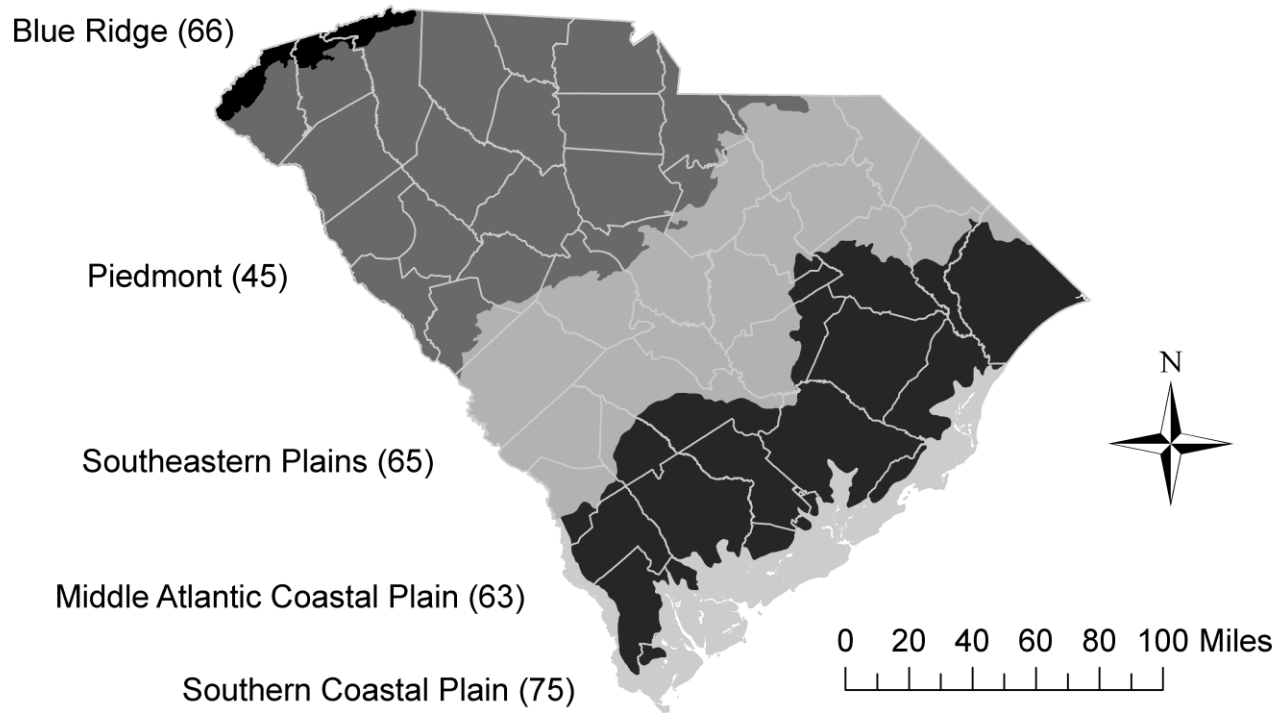 Blue Ridge (66)
Piedmont (45)
Southeastern Plains (65)
N
Middle Atlantic Coastal Plain (63)
0 20 40 60 80 100 Miles
Southern Coastal Plain (75)